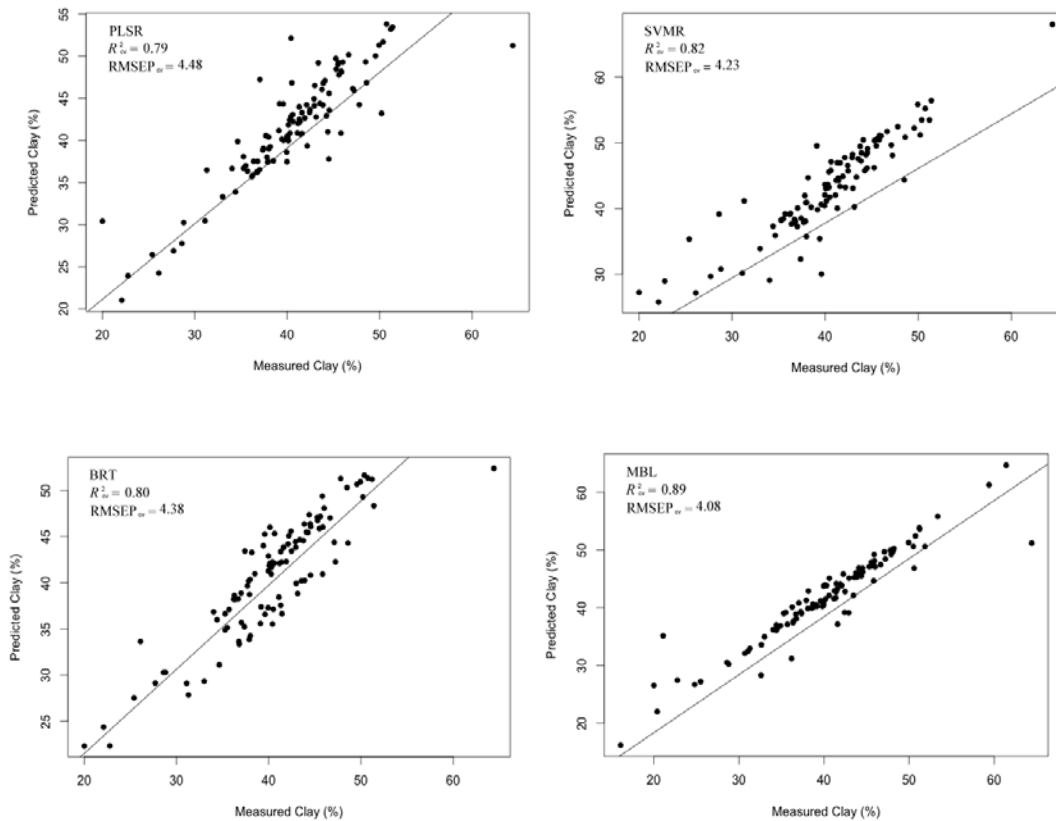 PLSR
R²cv = 0.79
RMSEPcv = 4.48
Predicted Clay (%)
55
50
45
40
35
30
25
20
20 30 40 50 60
Measured Clay (%)
SVMR
R²cv = 0.82
RMSEPcv = 4.23
Predicted Clay (%)
60
50
40
30
20 30 40 50 60
Measured Clay (%)
BRT
R²cv = 0.80
RMSEPcv = 4.38
Predicted Clay (%)
50
45
40
35
30
25
20 30 40 50 60
Measured Clay (%)
MBL
R²cv = 0.89
RMSEPcv = 4.08
Predicted Clay (%)
60
50
40
30
20
20 30 40 50 60
Measured Clay (%)